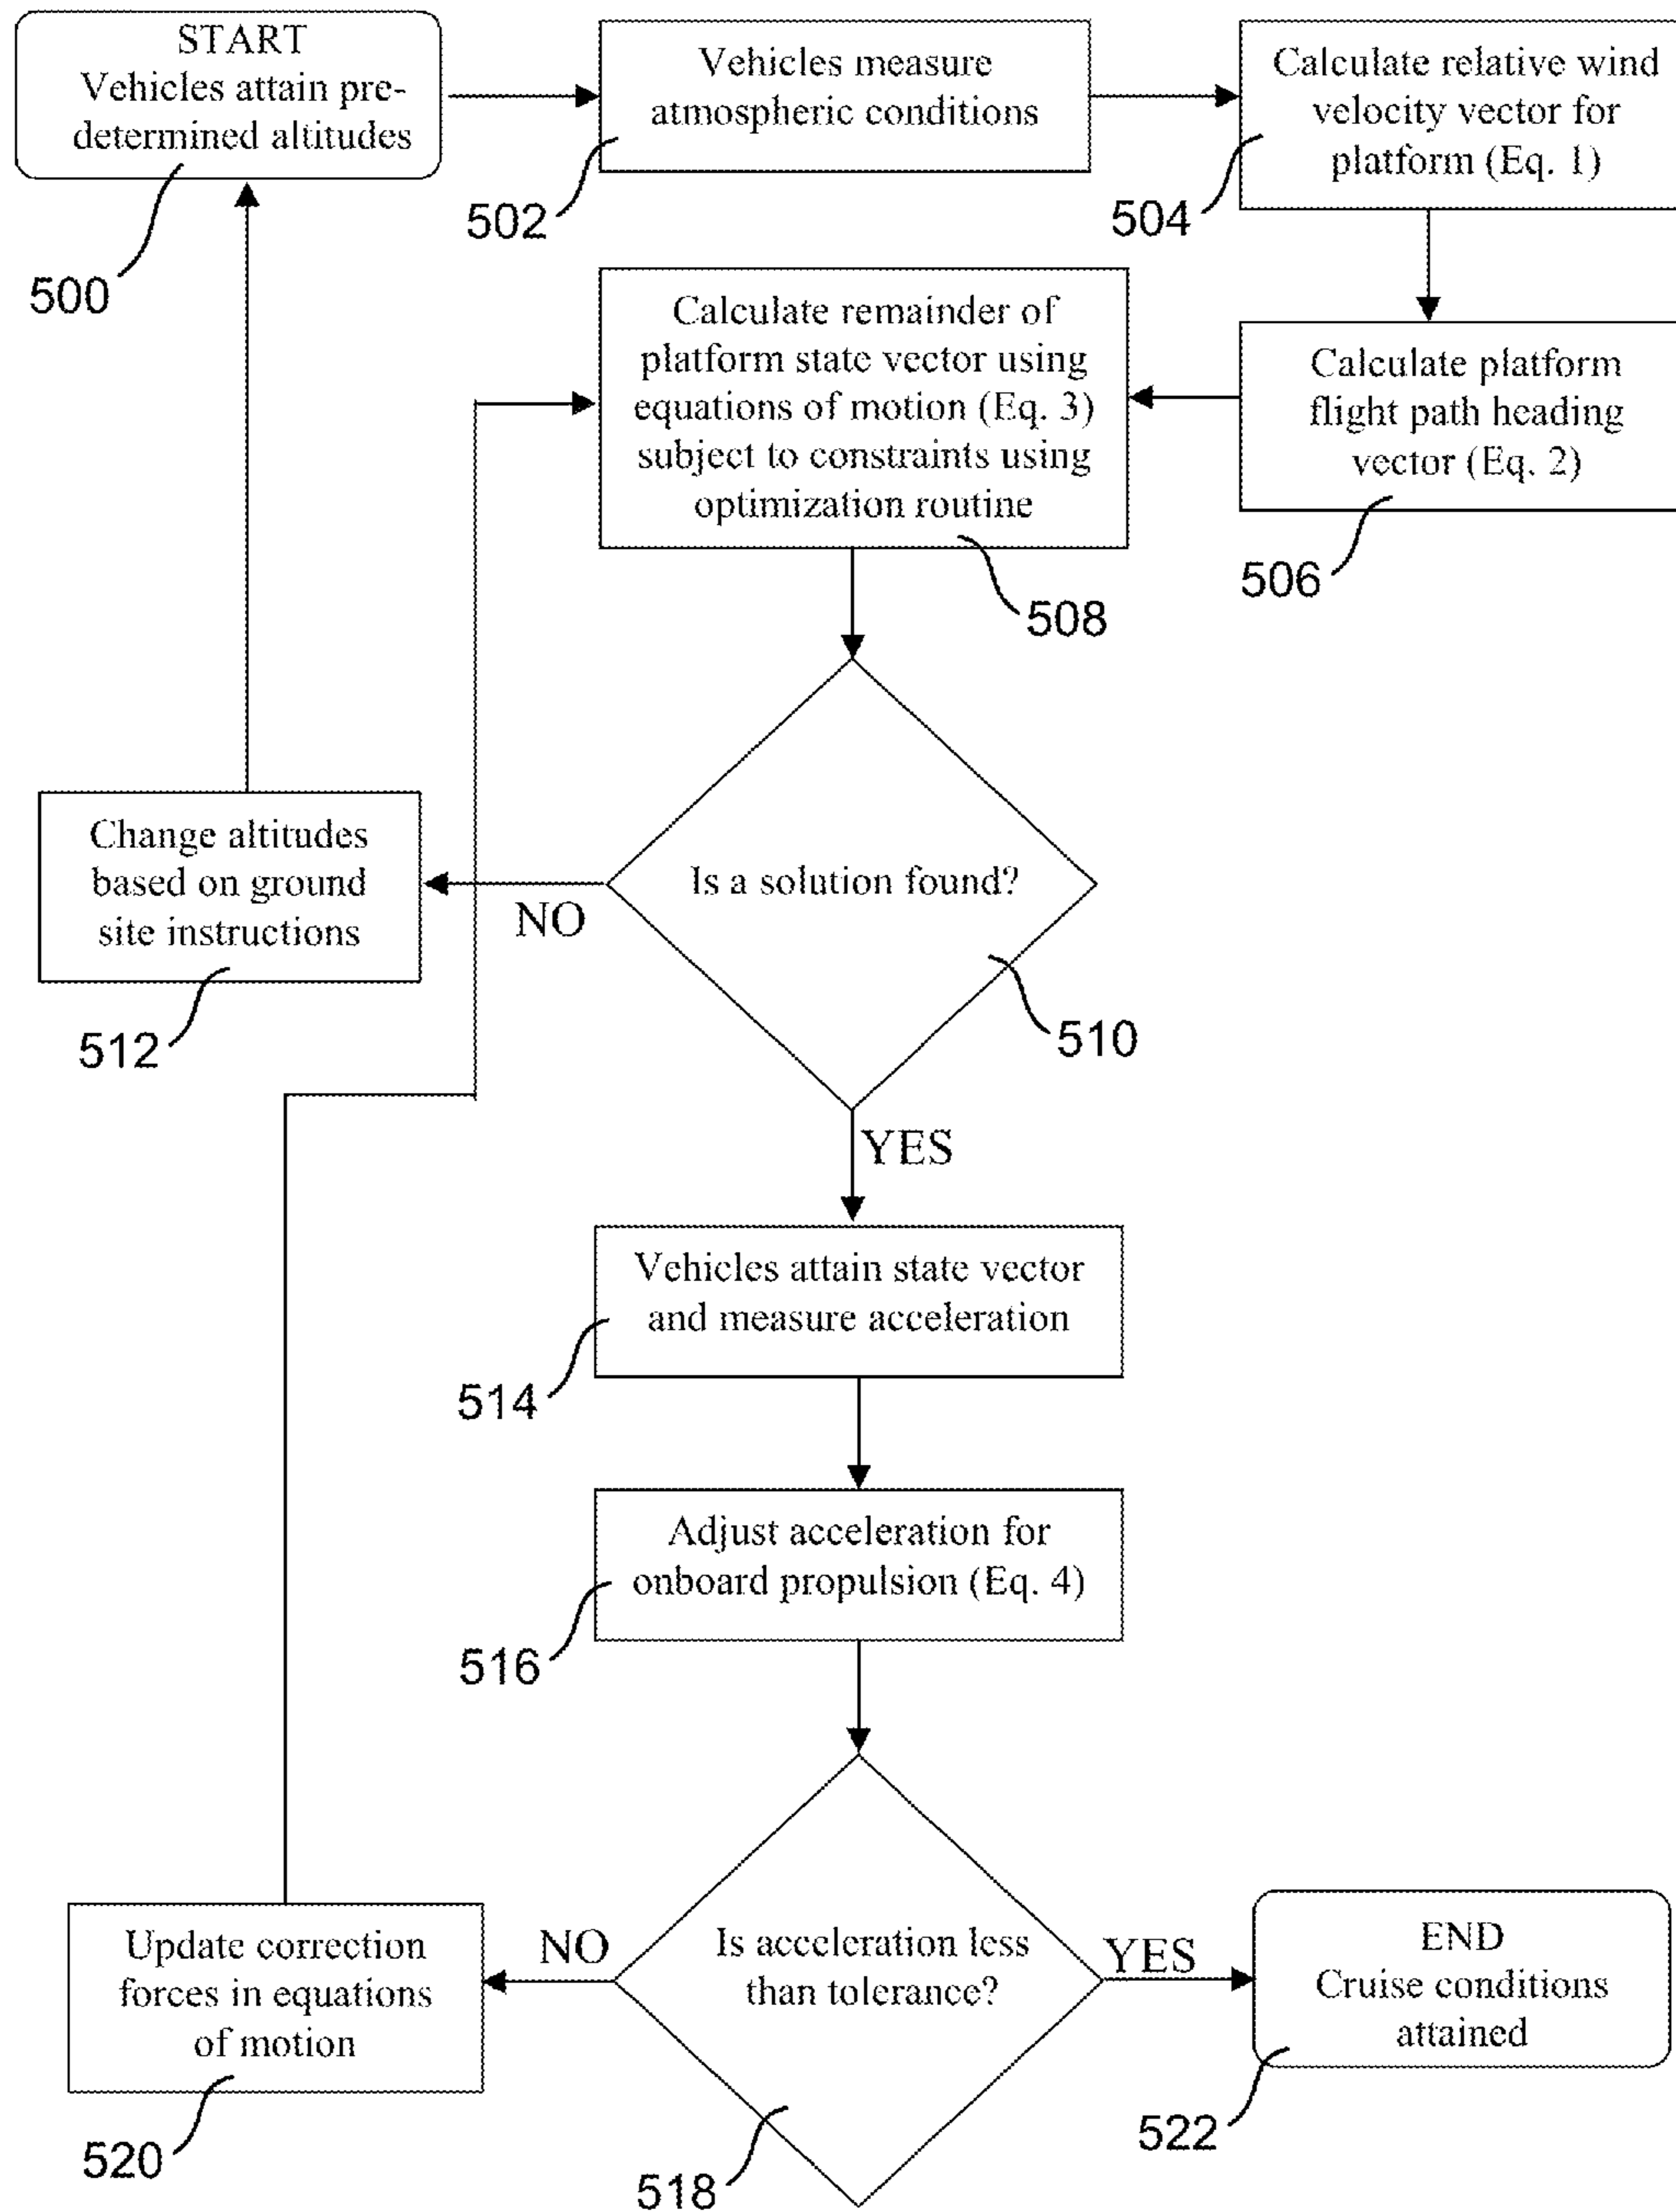 START
Vehicles attain pre-
determined altitudes
500
Vehicles measure
atmospheric conditions
502
Calculate relative wind
velocity vector for
platform (Eq. 1)
504
Calculate platform
flight path heading
vector (Eq. 2)
506
Calculate remainder of
platform state vector using
equations of motion (Eq. 3)
subject to constraints using
optimization routine
508
Is a solution found?
510
NO
Change altitudes
based on ground
site instructions
512
YES
Vehicles attain state vector
and measure acceleration
514
Adjust acceleration for
onboard propulsion (Eq. 4)
516
Is acceleration less
than tolerance?
518
NO
Update correction
forces in equations
of motion
520
YES
END
Cruise conditions
attained
522